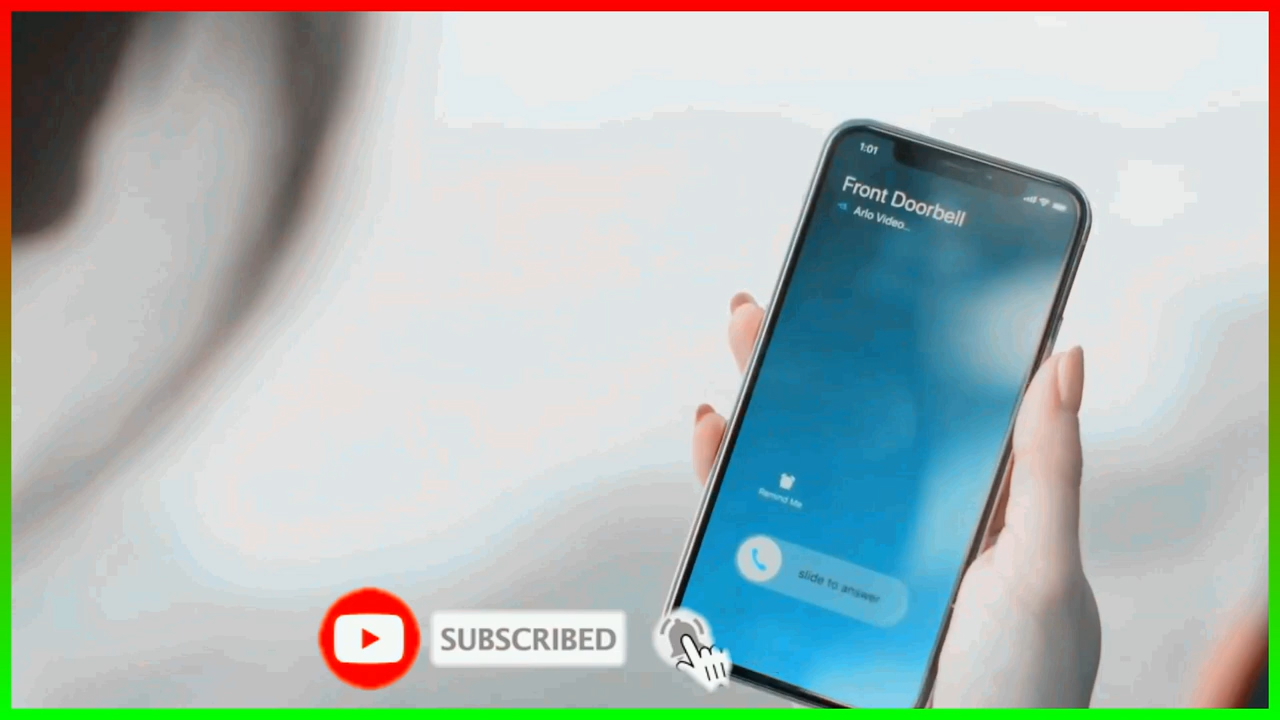 1:01
Front Doorbell
Arlo Video...
Remind Me
slide to answer
SUBSCRIBED